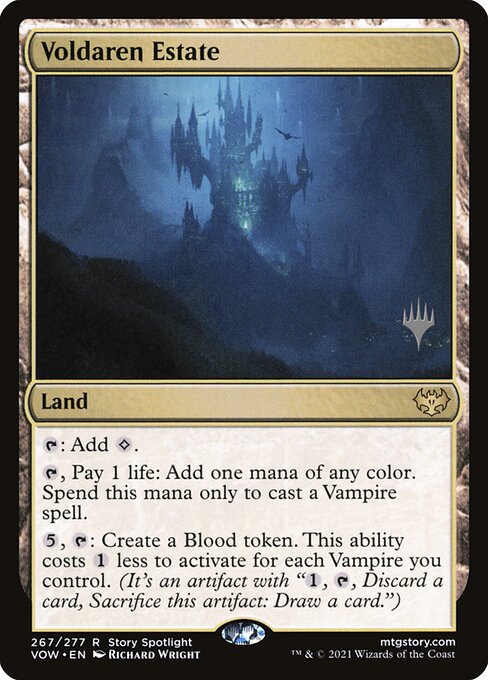 Voldaren Estate
Land
: Add .
, Pay 1 life: Add one mana of any color.
Spend this mana only to cast a Vampire
spell.
5, : Create a Blood token. This ability
costs 1 less to activate for each Vampire you
control. (It's an artifact with “1, , Discard a
card, Sacrifice this artifact: Draw a card.”)
267/277 R Story Spotlight
VOW • EN Richard Wright
mtgstory.com
™ & © 2021 Wizards of the Coast